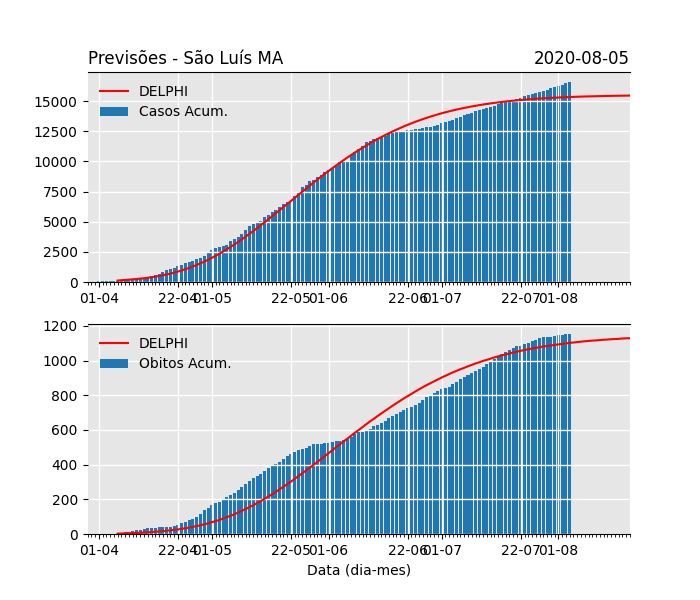 Previsões - São Luís MA 2020-08-05
DELPHI
Casos Acum.
15000
12500
10000
7500
5000
2500
0
01-04 22-04 01-05 22-05 01-06 22-06 01-07 22-07 01-08
1200
DELPHI
Obitos Acum.
1000
800
600
400
200
0
01-04 22-04 01-05 22-05 01-06 22-06 01-07 22-07 01-08
Data (dia-mes)